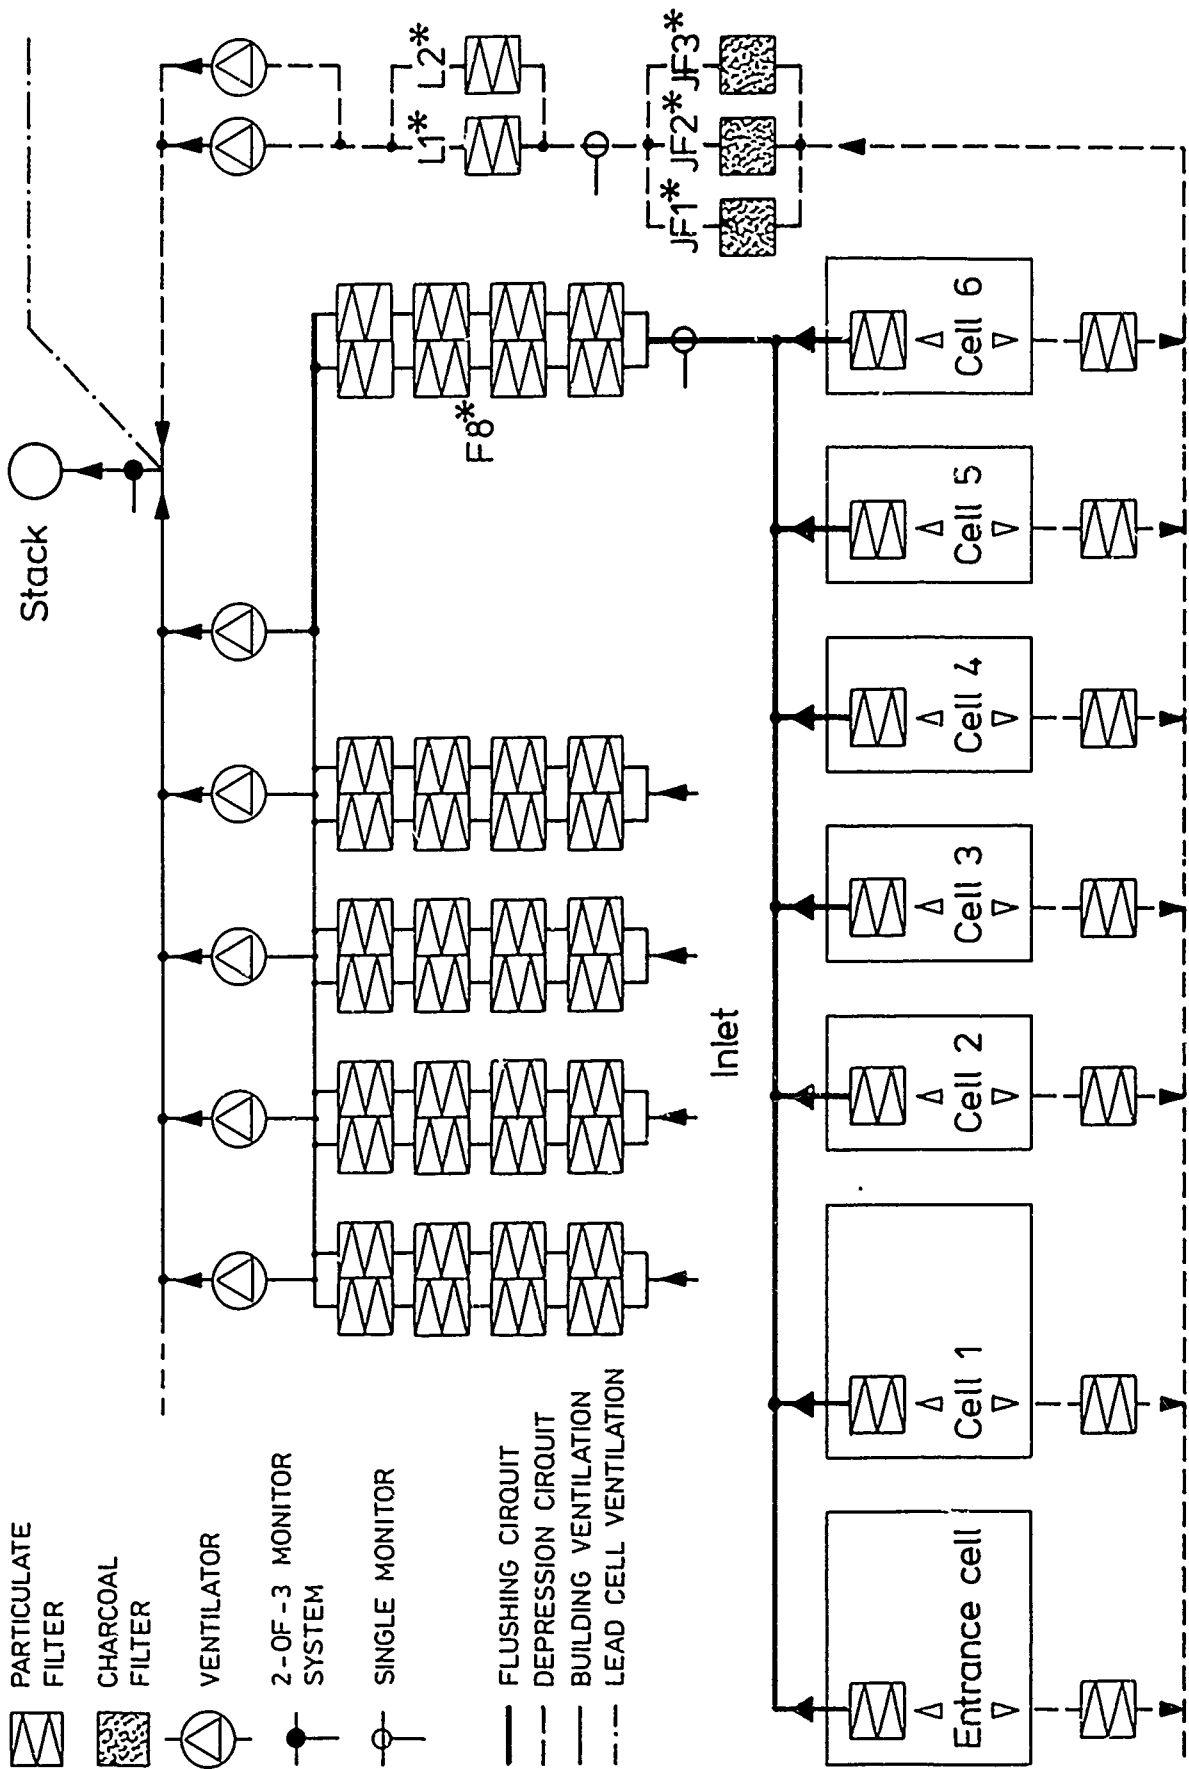 Stack
L1*
L2*
JF1*
JF2*
JF3*
F8*
Inlet
PARTICULATE
FILTER
CHARCOAL
FILTER
VENTILATOR
2-OF-3 MONITOR
SYSTEM
SINGLE MONITOR
FLUSHING CIRQUIT
DEPRESSION CIRQUIT
BUILDING VENTILATION
LEAD CELL VENTILATION
Entrance cell
Cell 1
Cell 2
Cell 3
Cell 4
Cell 5
Cell 6